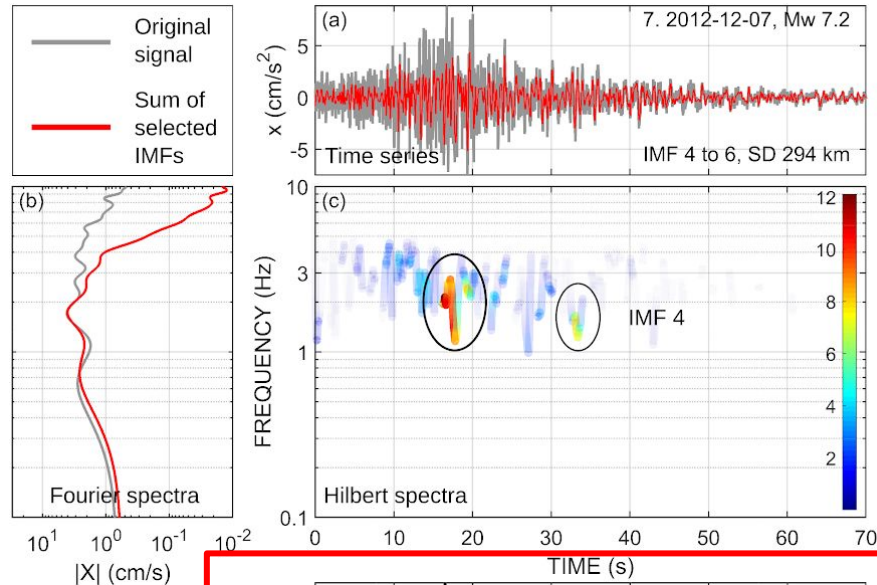 Original
signal
Sum of
selected
IMFs
(a)
7. 2012-12-07, Mw 7.2
x (cm/s²)
5
0
-5
Time series
IMF 4 to 6, SD 294 km
(b)
Fourier spectra
10¹ 10⁰ 10⁻¹ 10⁻²
|X| (cm/s)
(c)
FREQUENCY (Hz)
10
3
1
0.1
IMF 4
12
10
8
6
4
2
Hilbert spectra
0 10 20 30 40 50 60 70
TIME (s)